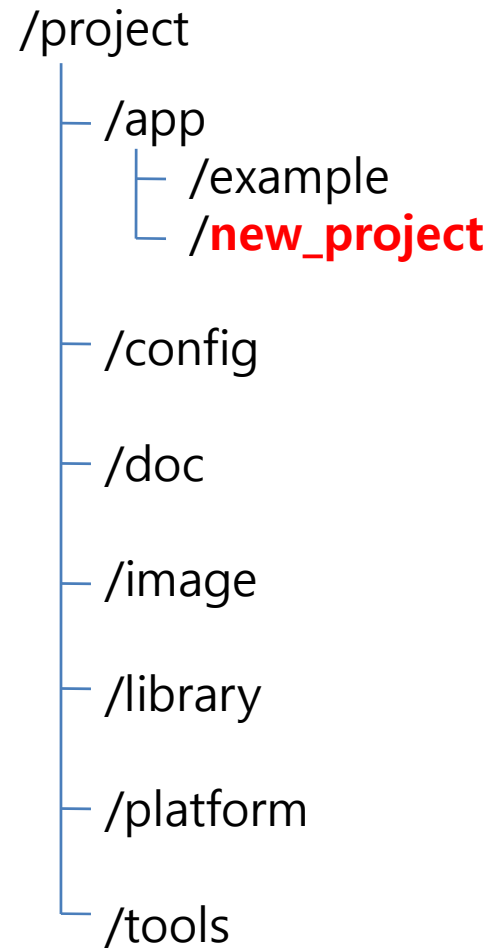 /project
/app
/example
/new_project
/config
/doc
/image
/library
/platform
/tools